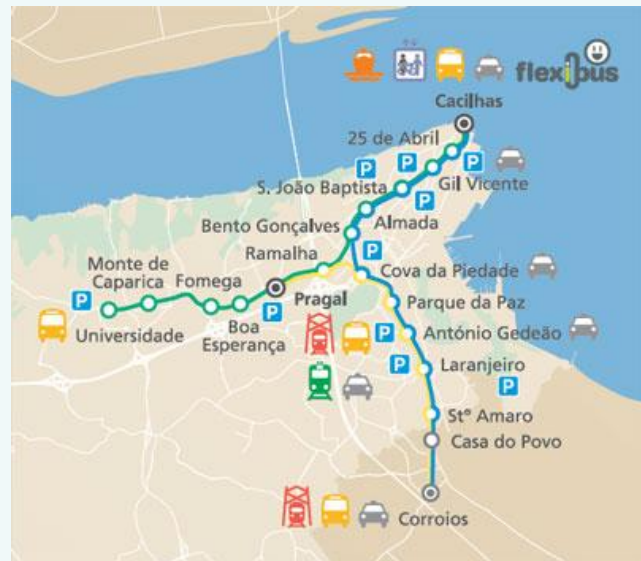 flexibus
Cacilhas
25 de Abril
P
P
P
Gil Vicente
S. João Baptista
P
Almada
Bento Gonçalves
Ramalha
P
Cova da Piedade
Monte de
Caparica
Fomega
Parque da Paz
P
Universidade
Boa
Esperança
P
Pragal
António Gedeão
P
Laranjeiro
P
P
Stº Amaro
Casa do Povo
Corroios